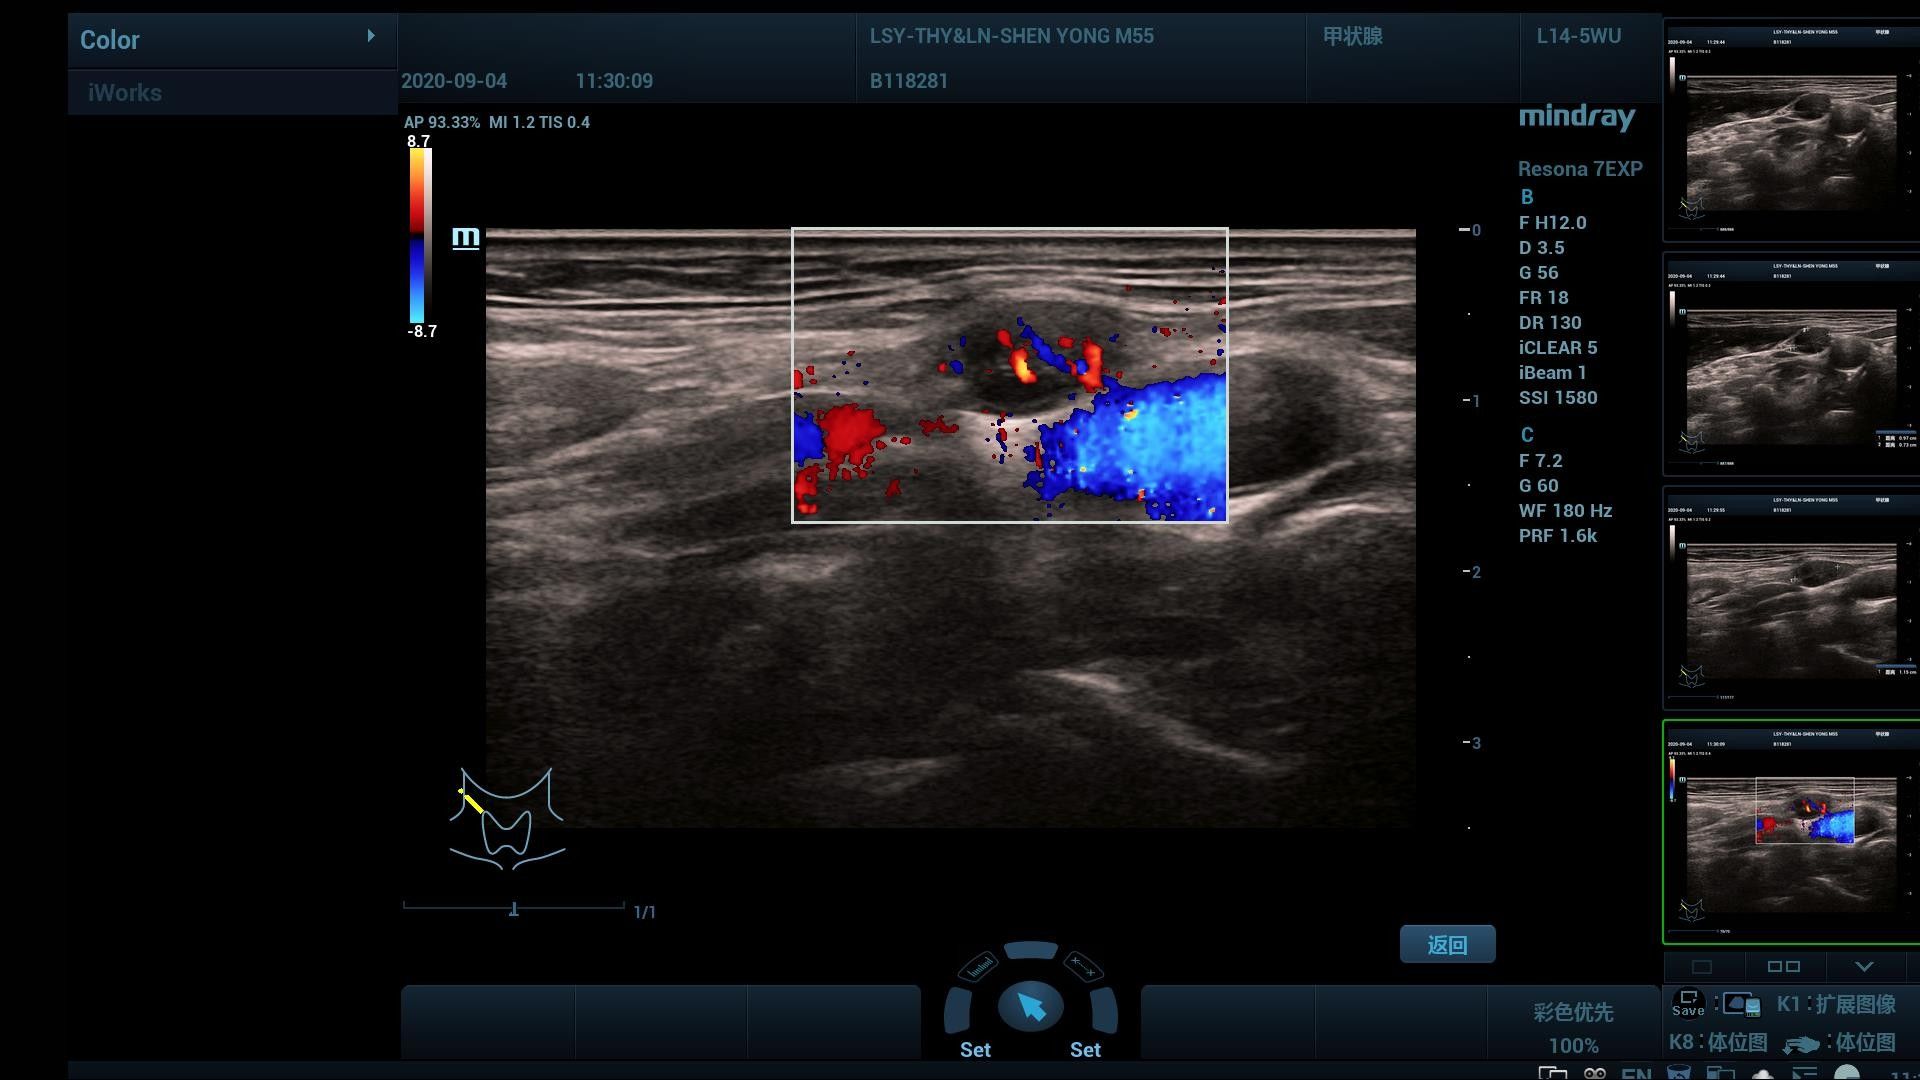 Color
LSY-THY&LN-SHEN YONG M55
甲状腺
L14-5WU
iWorks
2020-09-04
11:30:09
B118281
AP 93.33% MI 1.2 TIS 0.4
mindray
8.7
-8.7
m
Resona 7EXP
B
F H12.0
D 3.5
G 56
FR 18
DR 130
iCLEAR 5
iBeam 1
SSI 1580
C
F 7.2
G 60
WF 180 Hz
PRF 1.6k
0
1
2
3
1/1
返回
Set
Set
彩色优先
100%
Save
K1:扩展图像
K8:体位图
:体位图
EN